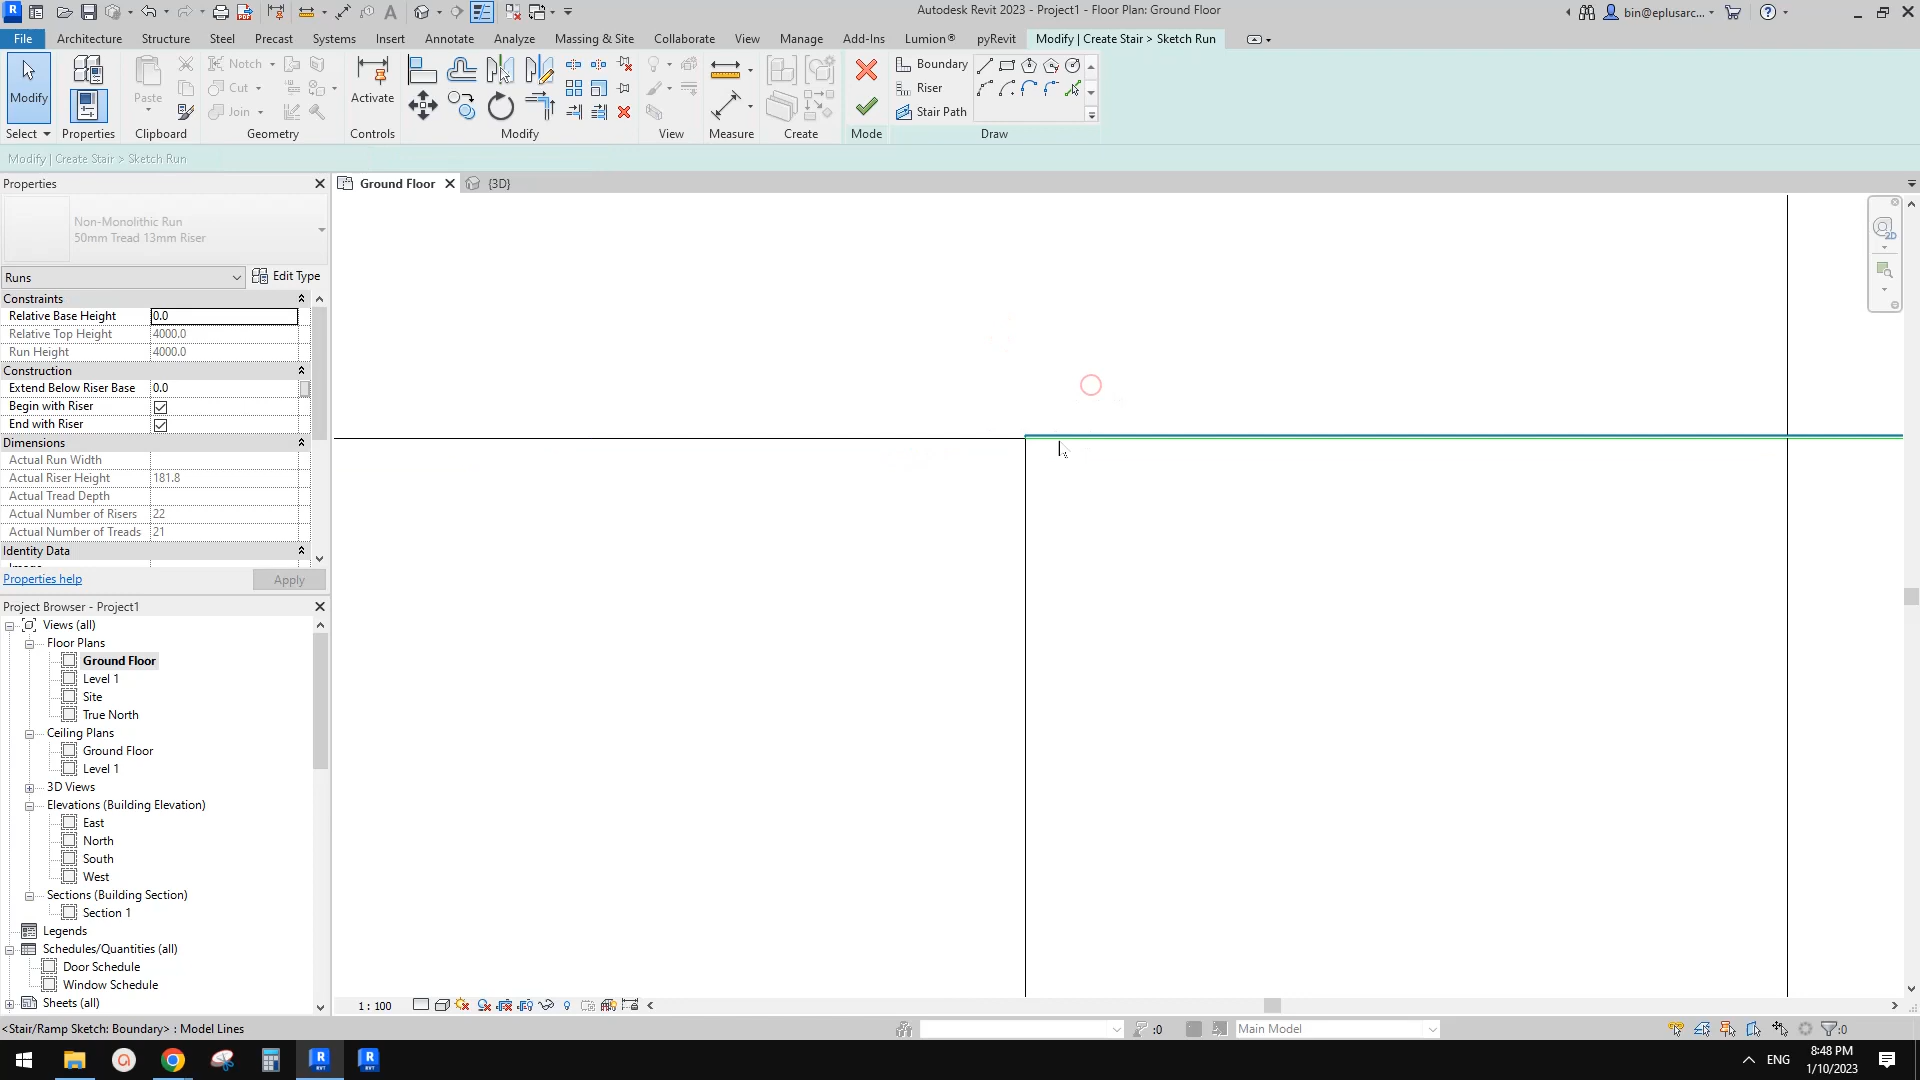 Autodesk Revit 2023 - Project1 - Floor Plan: Ground Floor
bin@eplusarc...
File Architecture Structure Steel Precast Systems Insert Annotate Analyze Massing & Site Collaborate View Manage Add-Ins Lumion® pyRevit Modify | Create Stair > Sketch Run
Modify Paste Notch Cut Join Activate Boundary Riser Stair Path
Select Properties Clipboard Geometry Controls Modify View Measure Create Mode Draw
Modify | Create Stair > Sketch Run
Properties
Ground Floor {3D}
2D
Non-Monolithic Run
50mm Tread 13mm Riser
Runs Edit Type
Constraints
Relative Base Height 0.0
Relative Top Height 4000.0
Run Height 4000.0
Construction
Extend Below Riser Base 0.0
Begin with Riser
End with Riser
Dimensions
Actual Run Width
Actual Riser Height 181.8
Actual Tread Depth
Actual Number of Risers 22
Actual Number of Treads 21
Identity Data
Properties help Apply
Project Browser - Project1
Views (all)
Floor Plans
Ground Floor
Level 1
Site
True North
Ceiling Plans
Ground Floor
Level 1
3D Views
Elevations (Building Elevation)
East
North
South
West
Sections (Building Section)
Section 1
Legends
Schedules/Quantities (all)
Door Schedule
Window Schedule
Sheets (all)
1 : 100
<Stair/Ramp Sketch: Boundary> : Model Lines
:0 Main Model :0
ENG
8:48 PM
1/10/2023